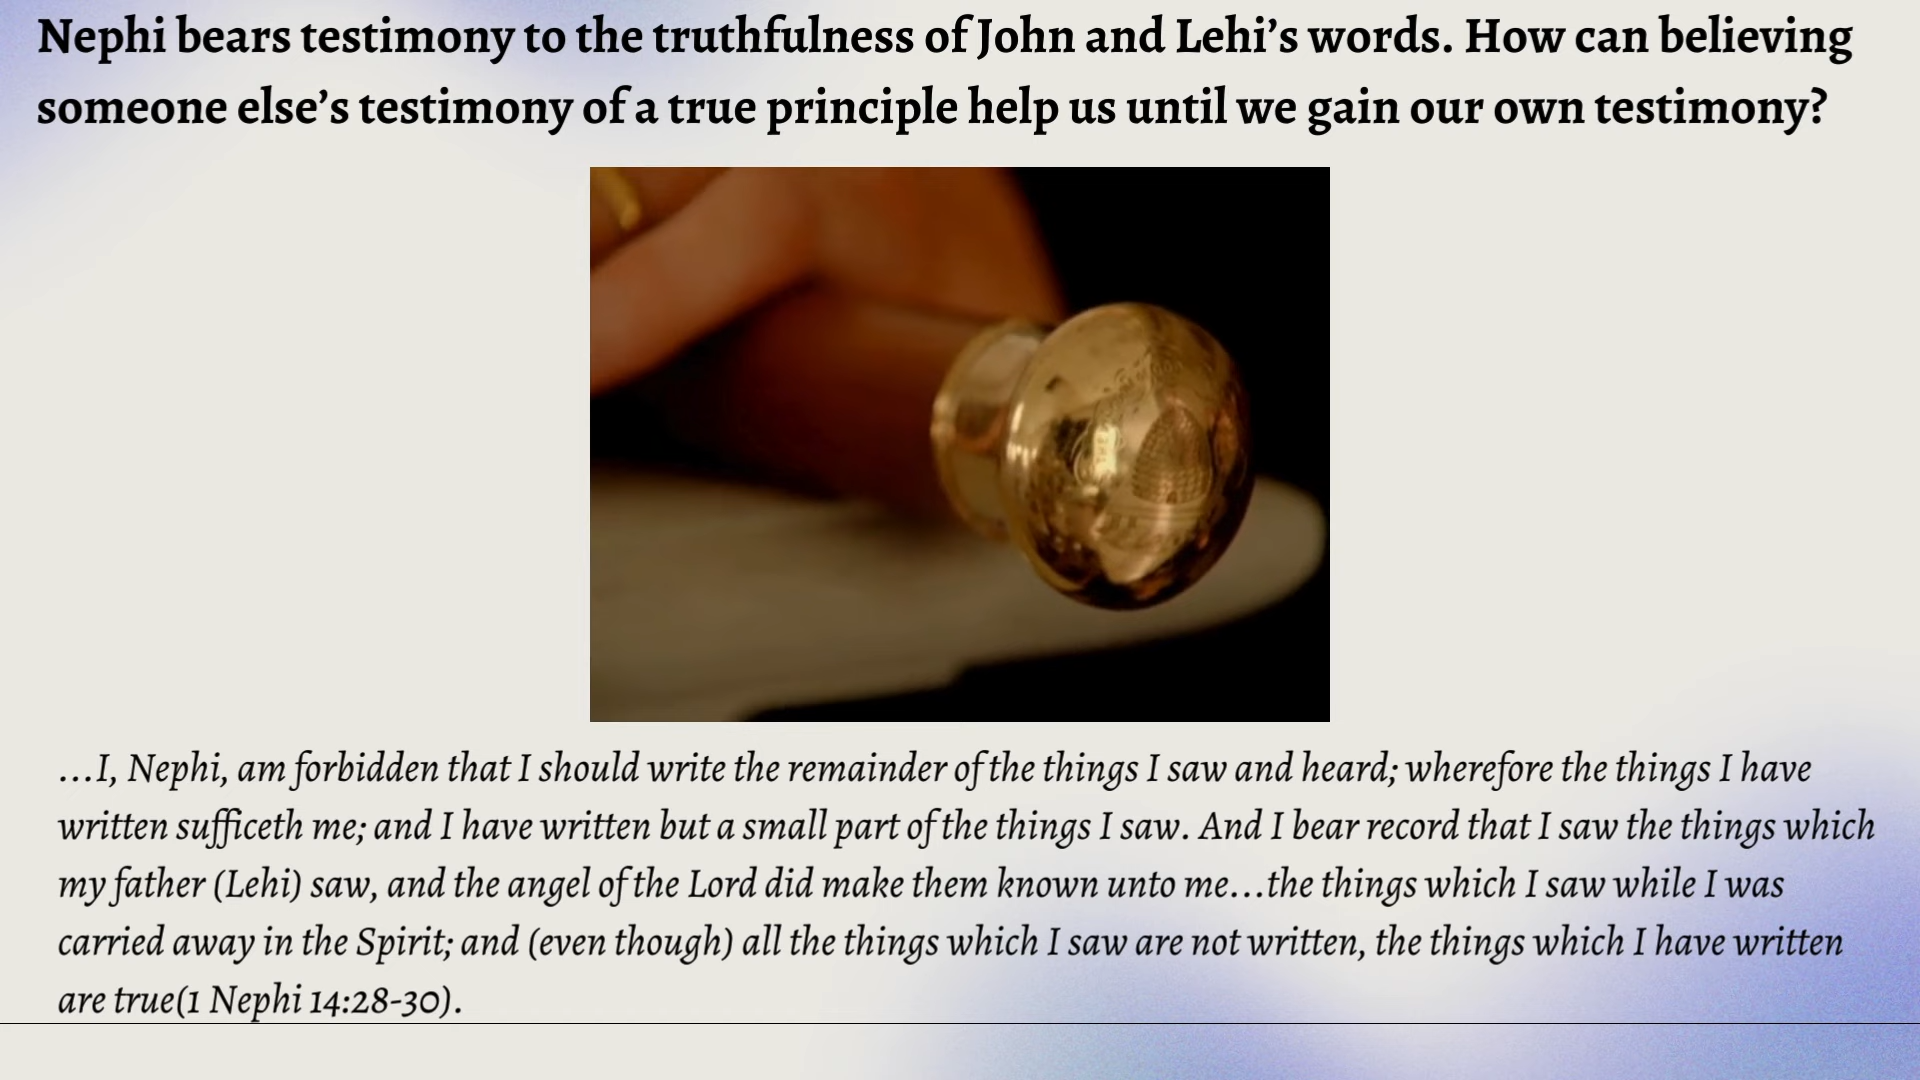 Nephi bears testimony to the truthfulness of John and Lehi’s words. How can believing
someone else’s testimony of a true principle help us until we gain our own testimony?
...I, Nephi, am forbidden that I should write the remainder of the things I saw and heard; wherefore the things I have
written sufficeth me; and I have written but a small part of the things I saw. And I bear record that I saw the things which
my father (Lehi) saw, and the angel of the Lord did make them known unto me...the things which I saw while I was
carried away in the Spirit; and (even though) all the things which I saw are not written, the things which I have written
are true(1 Nephi 14:28-30).